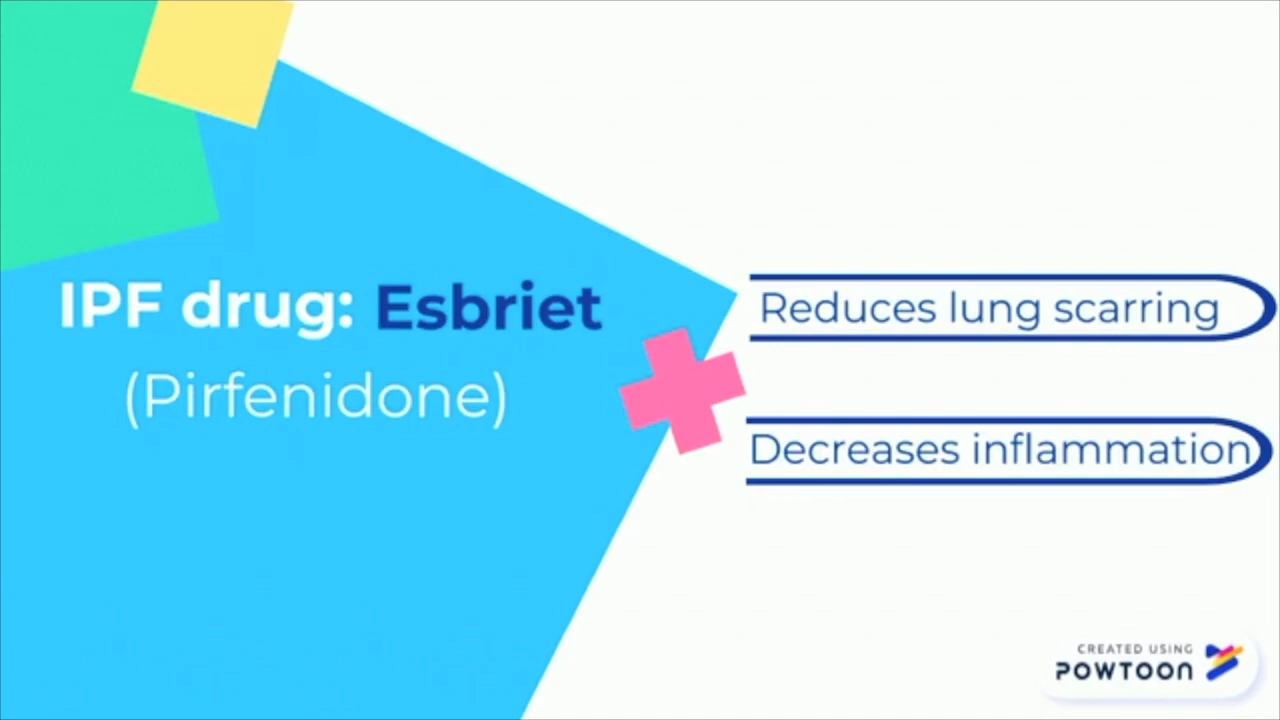 IPF drug: Esbriet
(Pirfenidone)
Reduces lung scarring
Decreases inflammation
CREATED USING
POWTOON